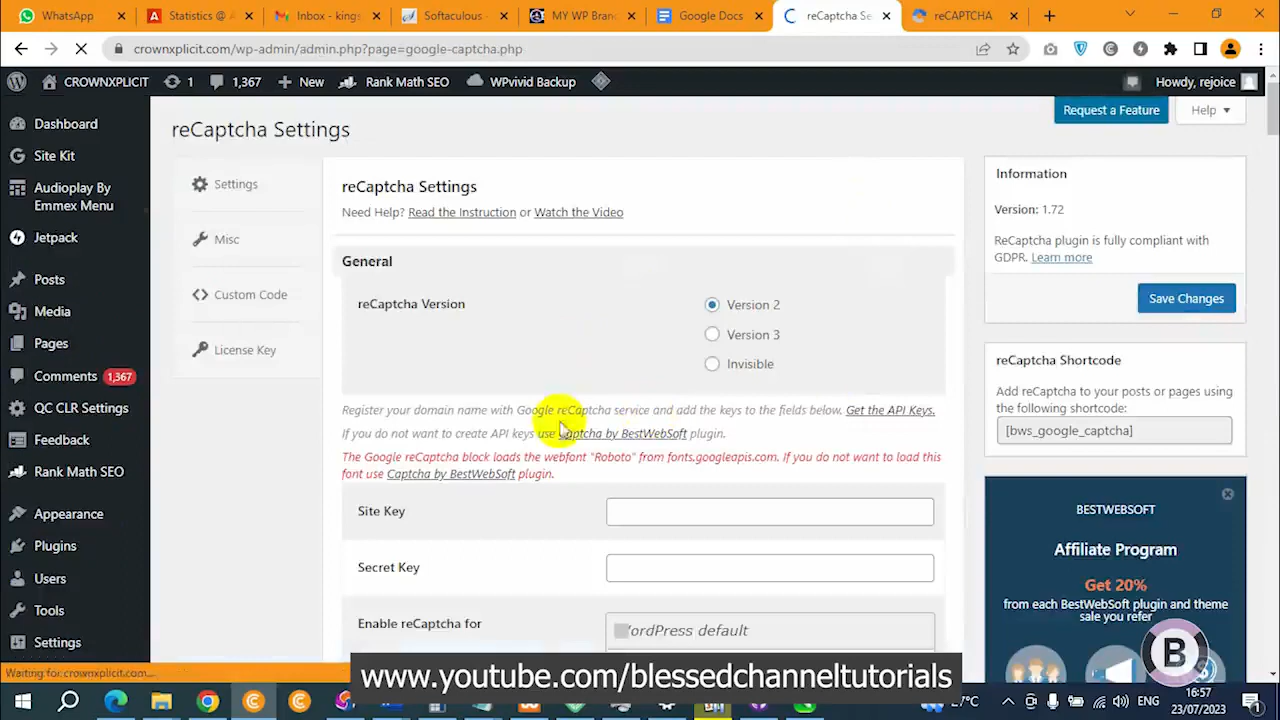 WhatsApp
Statistics @ A
Inbox - kings
Softaculous -
MY WP Bran
Google Docs
reCaptcha Se
reCAPTCHA
crownxplicit.com/wp-admin/admin.php?page=google-captcha.php
CROWNXPLICIT
1
1,367
New
Rank Math SEO
WPvivid Backup
Howdy, rejoice
Dashboard
Site Kit
Audioplay By
Emmex Menu
Jetpack
Posts
Media
Pages
Comments 1,367
QC CLR Settings
Feedback
Rank Math SEO
Appearance
Plugins
Users
Tools
Settings
Waiting for crownxplicit.com...
reCaptcha Settings
Request a Feature
Help
Settings
Misc
Custom Code
License Key
reCaptcha Settings
Need Help? Read the Instruction or Watch the Video
General
reCaptcha Version
Version 2
Version 3
Invisible
Register your domain name with Google reCaptcha service and add the keys to the fields below. Get the API Keys.
If you do not want to create API keys use Captcha by BestWebSoft plugin.
The Google reCaptcha block loads the webfont "Roboto" from fonts.googleapis.com. If you do not want to load this
font use Captcha by BestWebSoft plugin.
Site Key
Secret Key
Enable reCaptcha for
WordPress default
Information
Version: 1.72
ReCaptcha plugin is fully compliant with
GDPR. Learn more
Save Changes
reCaptcha Shortcode
Add reCaptcha to your posts or pages using
the following shortcode:
[bws_google_captcha]
BESTWEBSOFT
Affiliate Program
Get 20%
from each BestWebSoft plugin and theme
sale you refer
B
www.youtube.com/blessedchanneltutorials
ENG
16:57
23/07/2023